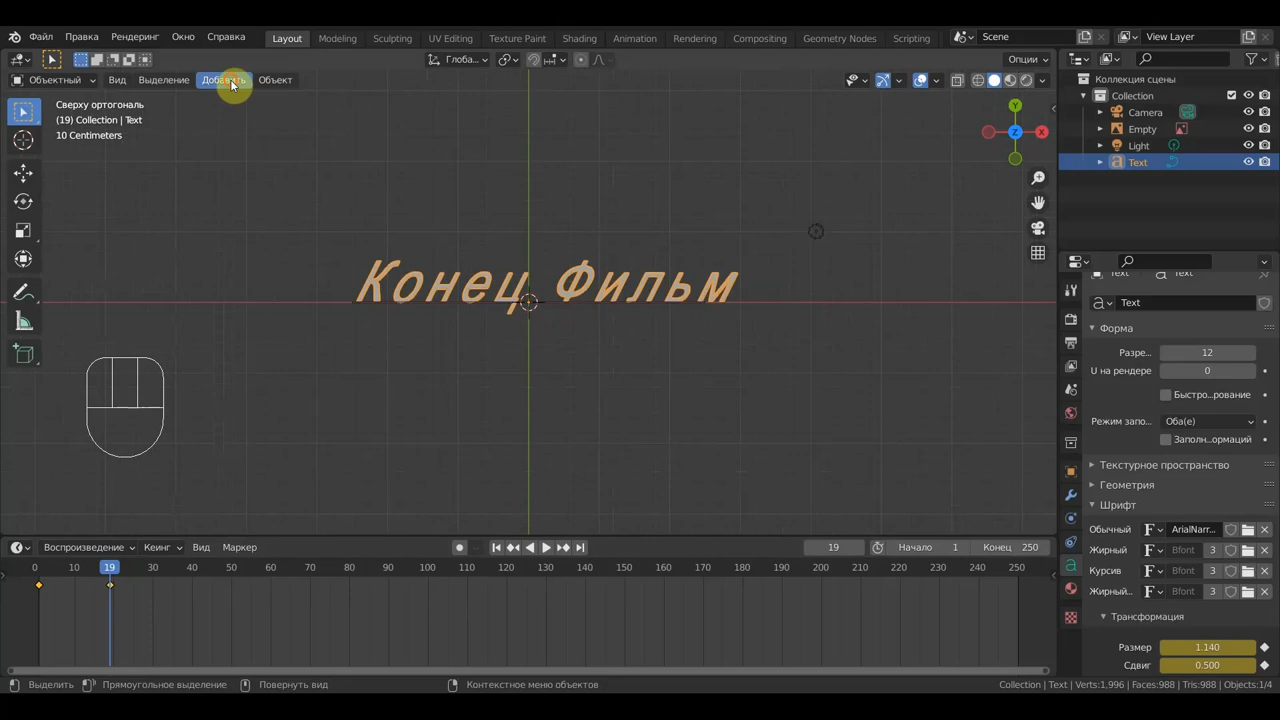 Файл Правка Рендеринг Окно Справка Layout Modeling Sculpting UV Editing Texture Paint Shading Animation Rendering Compositing Geometry Nodes Scripting Scene View Layer
Глоба... Опции
Объектный Вид Выделение Добавить Объект
Коллекция сцены
Collection
Camera
Empty
Light
Text
Сверху ортогональ
(19) Collection | Text
10 Centimeters
Y
Z
X
Конец Фильм
Text Text
Text
Форма
Разре... 12
U на рендере 0
Быстро...рование
Режим запо... Оба(е)
Заполн...ормаций
Текстурное пространство
Геометрия
Шрифт
Обычный ArialNarr...
Жирный Bfont 3
Курсив Bfont 3
Жирный... Bfont 3
Трансформация
Размер 1.140
Сдвиг 0.500
Воспроизведение Кеинг Вид Маркер 19 Начало 1 Конец 250
0 10 19 30 40 50 60 70 80 90 100 110 120 130 140 150 160 170 180 190 200 210 220 230 240 250
Выделить Прямоугольное выделение Повернуть вид Контекстное меню объектов Collection | Text | Verts:1,996 | Faces:988 | Tris:988 | Objects:1/4